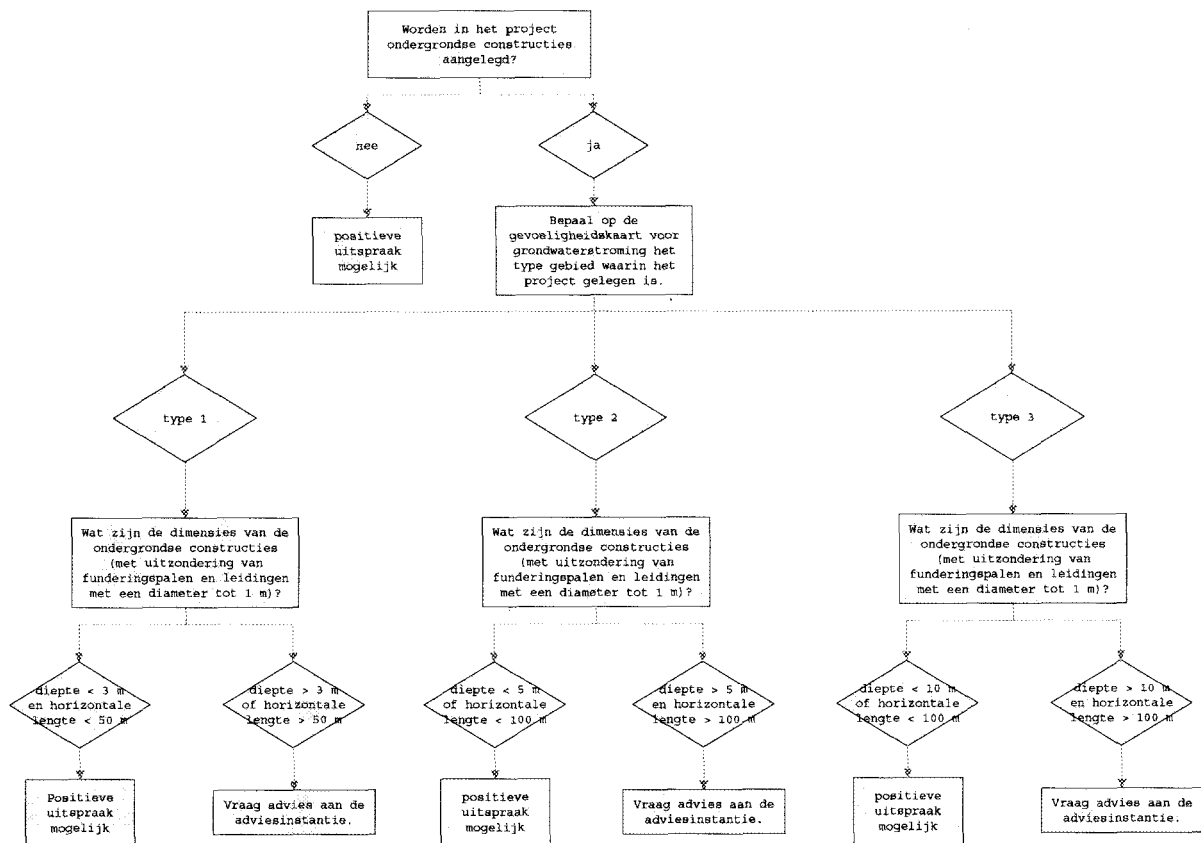 Worden in het project
ondergrondse constructies
aangelegd?
nee
ja
positieve
uitspraak
mogelijk
Bepaal op de
gevoeligheidskaart voor
grondwaterstroming het
type gebied waarin het
project gelegen is.
type 1
type 2
type 3
Wat zijn de dimensies van de
ondergrondse constructies
(met uitzondering van
funderingspalen en leidingen
met een diameter tot 1 m)?
Wat zijn de dimensies van de
ondergrondse constructies
(met uitzondering van
funderingspalen en leidingen
met een diameter tot 1 m)?
Wat zijn de dimensies van de
ondergrondse constructies
(met uitzondering van
funderingspalen en leidingen
met een diameter tot 1 m)?
diepte < 3 m
en horizontale
lengte < 50 m
diepte > 3 m
of horizontale
lengte > 50 m
diepte < 5 m
of horizontale
lengte < 100 m
diepte > 5 m
en horizontale
lengte > 100 m
diepte < 10 m
of horizontale
lengte < 100 m
diepte > 10 m
en horizontale
lengte > 100 m
Positieve
uitspraak
mogelijk
Vraag advies aan de
adviesinstantie.
positieve
uitspraak
mogelijk
Vraag advies aan de
adviesinstantie.
positieve
uitspraak
mogelijk
Vraag advies aan de
adviesinstantie.